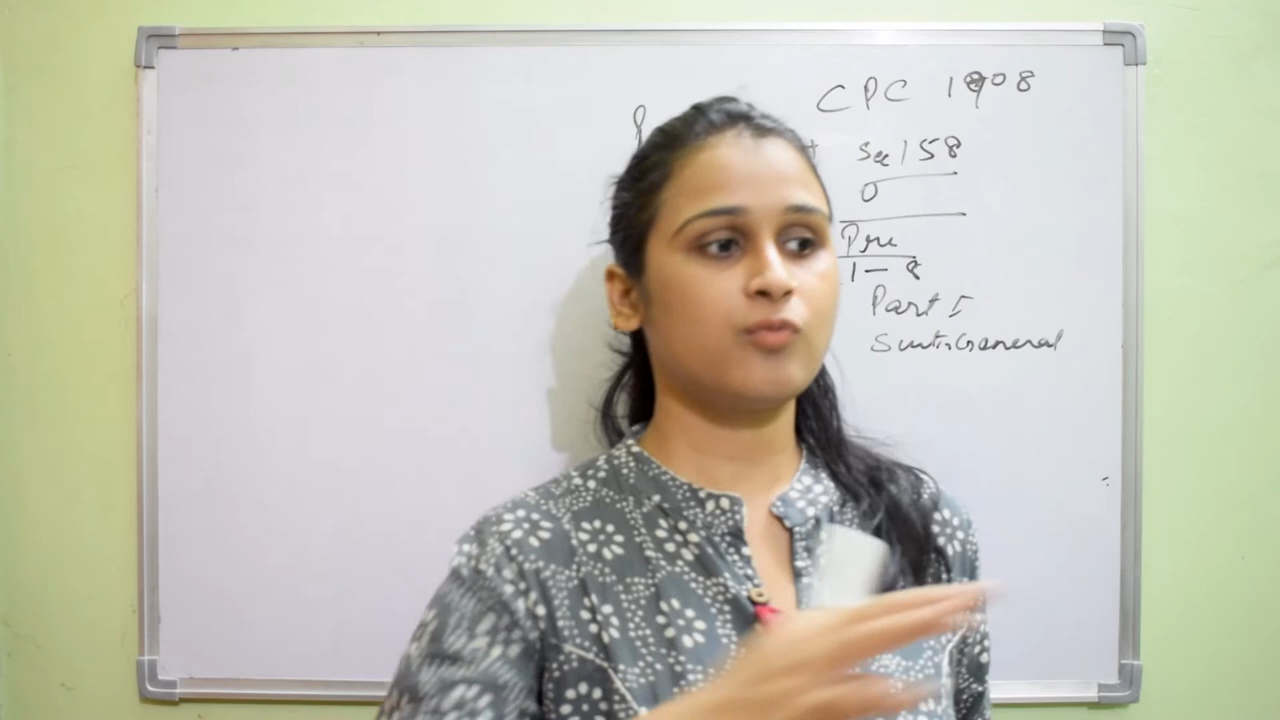 CPC 1908
Sec 158
O
Pre
1 - 8
Part I
Suits General